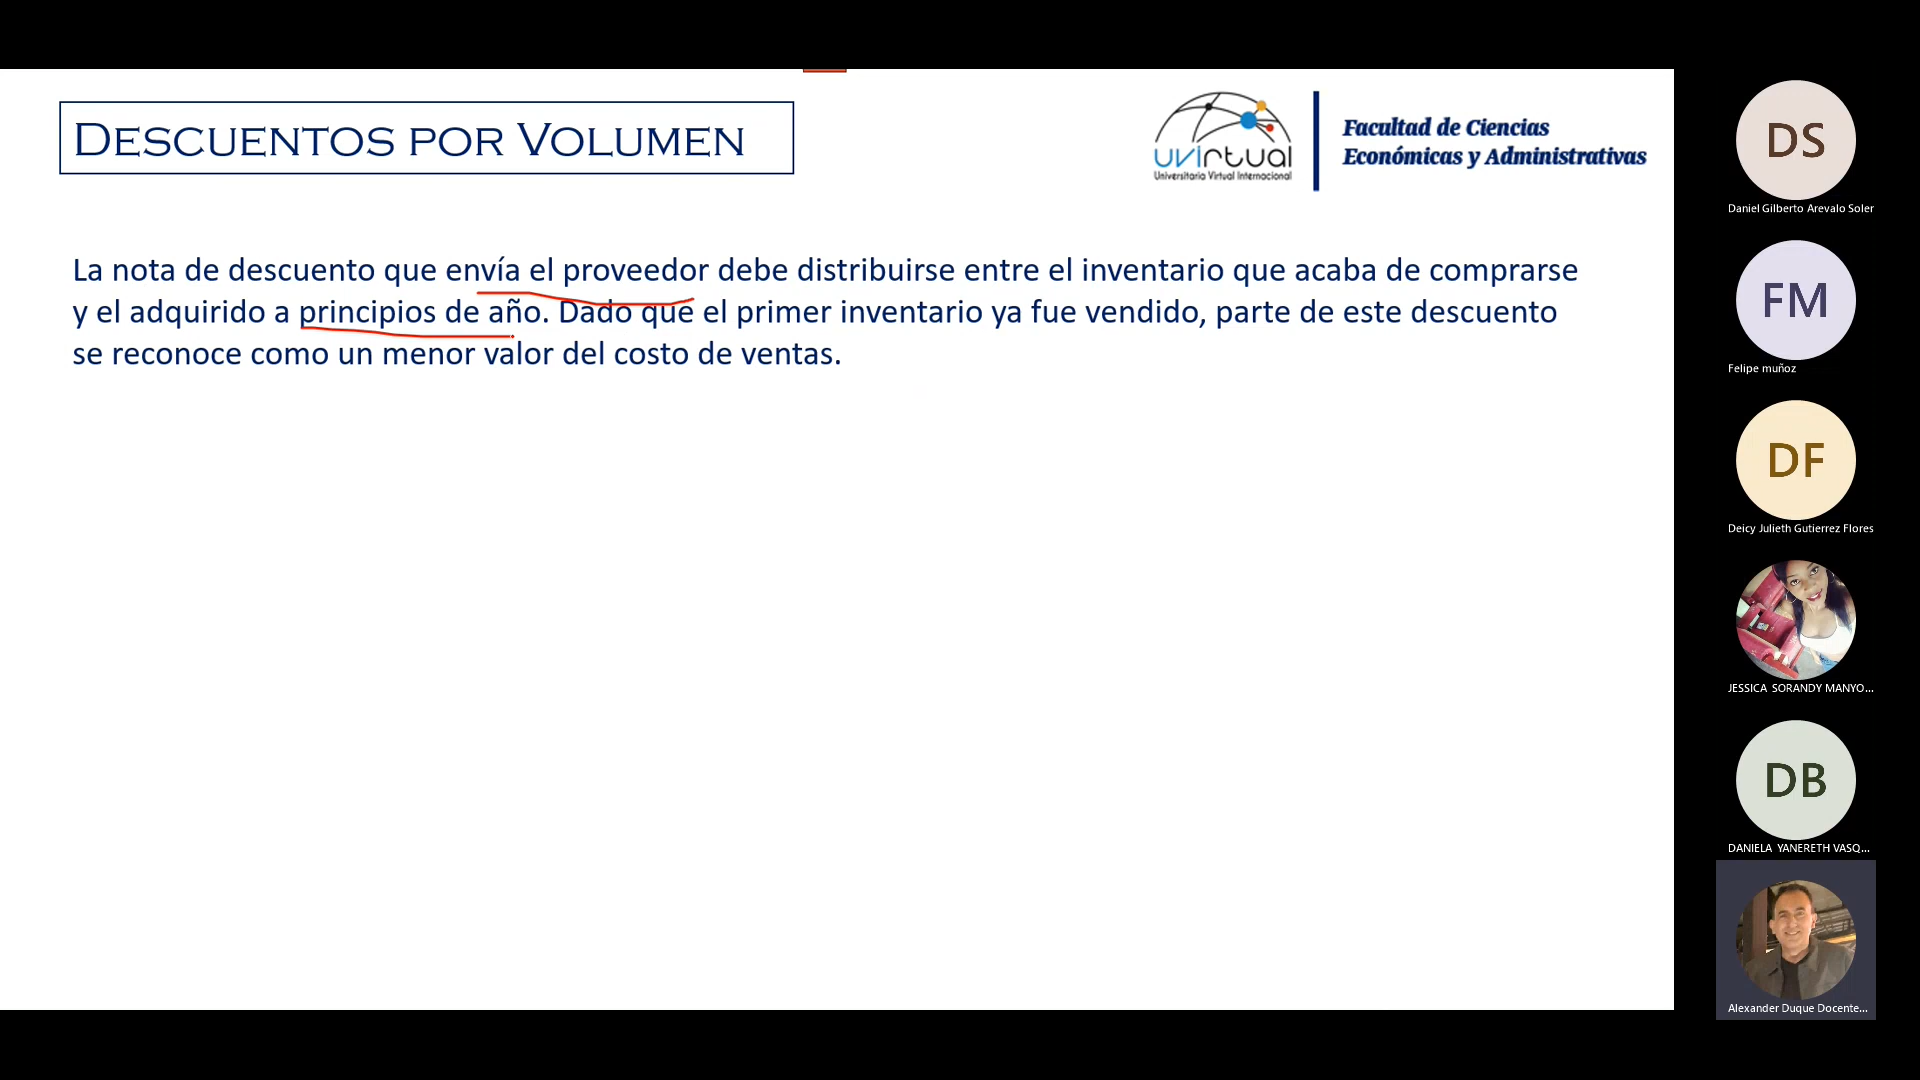 DESCUENTOS POR VOLUMEN
uvirtual
Universitaria Virtual Internacional
Facultad de Ciencias
Económicas y Administrativas
La nota de descuento que envía el proveedor debe distribuirse entre el inventario que acaba de comprarse
y el adquirido a principios de año. Dado que el primer inventario ya fue vendido, parte de este descuento
se reconoce como un menor valor del costo de ventas.
DS
Daniel Gilberto Arevalo Soler
FM
Felipe muñoz
DF
Deicy Julieth Gutierrez Flores
JESSICA SORANDY MANYO...
DB
DANIELA YANERETH VASQ...
Alexander Duque Docente...